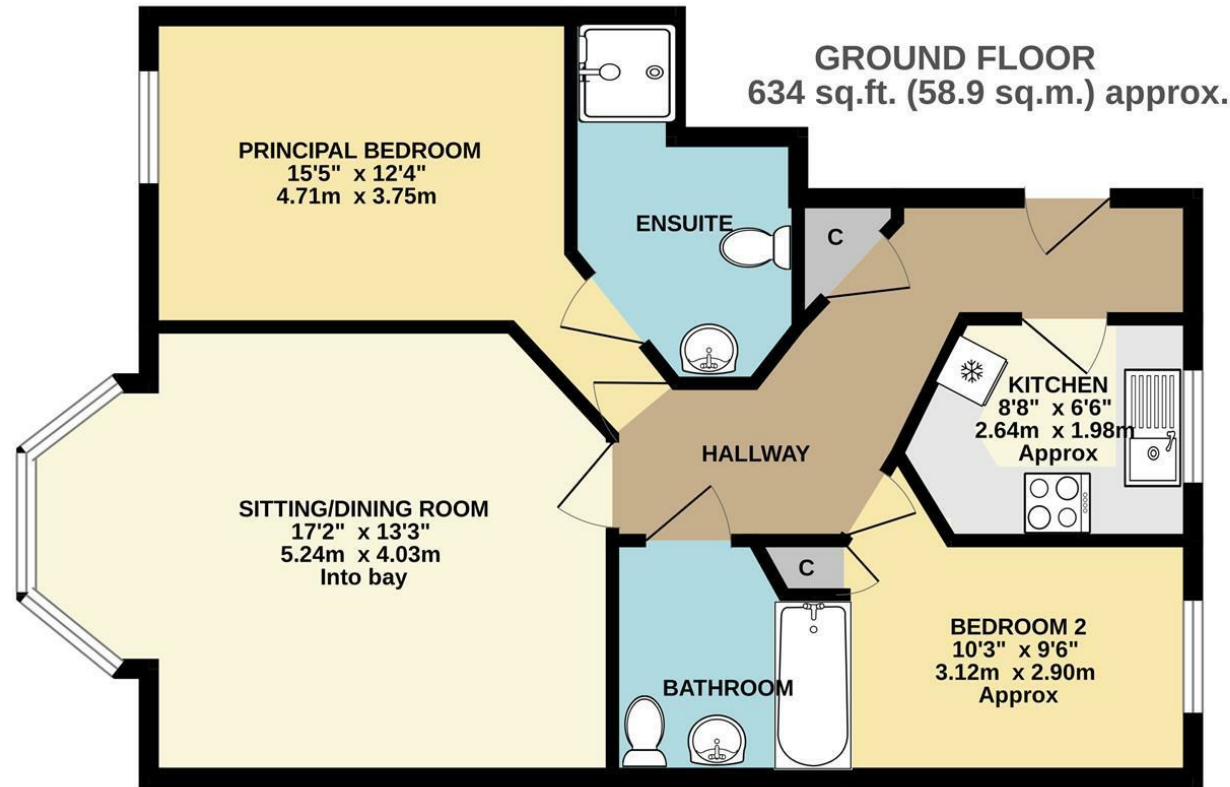 GROUND FLOOR
634 sq.ft. (58.9 sq.m.) approx.
PRINCIPAL BEDROOM
15'5" x 12'4"
4.71m x 3.75m
ENSUITE
C
KITCHEN
8'8" x 6'6"
2.64m x 1.98m
Approx
HALLWAY
SITTING/DINING ROOM
17'2" x 13'3"
5.24m x 4.03m
Into bay
C
BEDROOM 2
10'3" x 9'6"
3.12m x 2.90m
Approx
BATHROOM